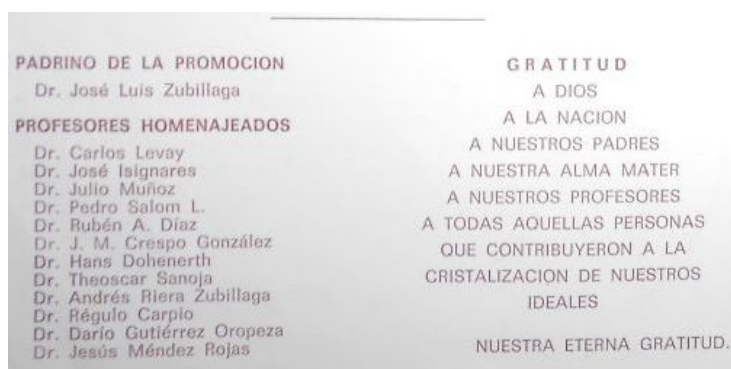 PADRINO DE LA PROMOCION
Dr. José Luis Zubillaga
PROFESORES HOMENAJEADOS
Dr. Carlos Levay
Dr. José Isignares
Dr. Julio Muñoz
Dr. Pedro Salom L.
Dr. Rubén A. Díaz
Dr. J. M. Crespo González
Dr. Hans Dohenerth
Dr. Theoscar Sanoja
Dr. Andrés Riera Zubillaga
Dr. Régulo Carpio
Dr. Darío Gutiérrez Oropeza
Dr. Jesús Méndez Rojas
GRATITUD
A DIOS
A LA NACION
A NUESTROS PADRES
A NUESTRA ALMA MATER
A NUESTROS PROFESORES
A TODAS AQUELLAS PERSONAS
QUE CONTRIBUYERON A LA
CRISTALIZACION DE NUESTROS
IDEALES
NUESTRA ETERNA GRATITUD.